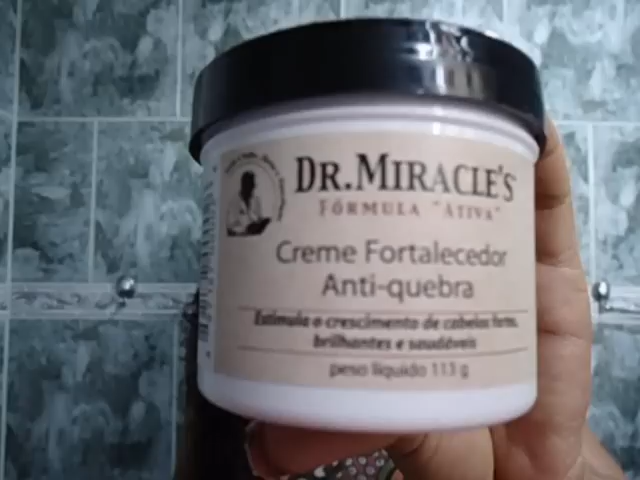 DR. MIRACLE'S
FÓRMULA "ATIVA"
Creme Fortalecedor
Anti-quebra
Estimula o crescimento de cabelos fortes,
brilhantes e saudáveis
peso líquido 113 g